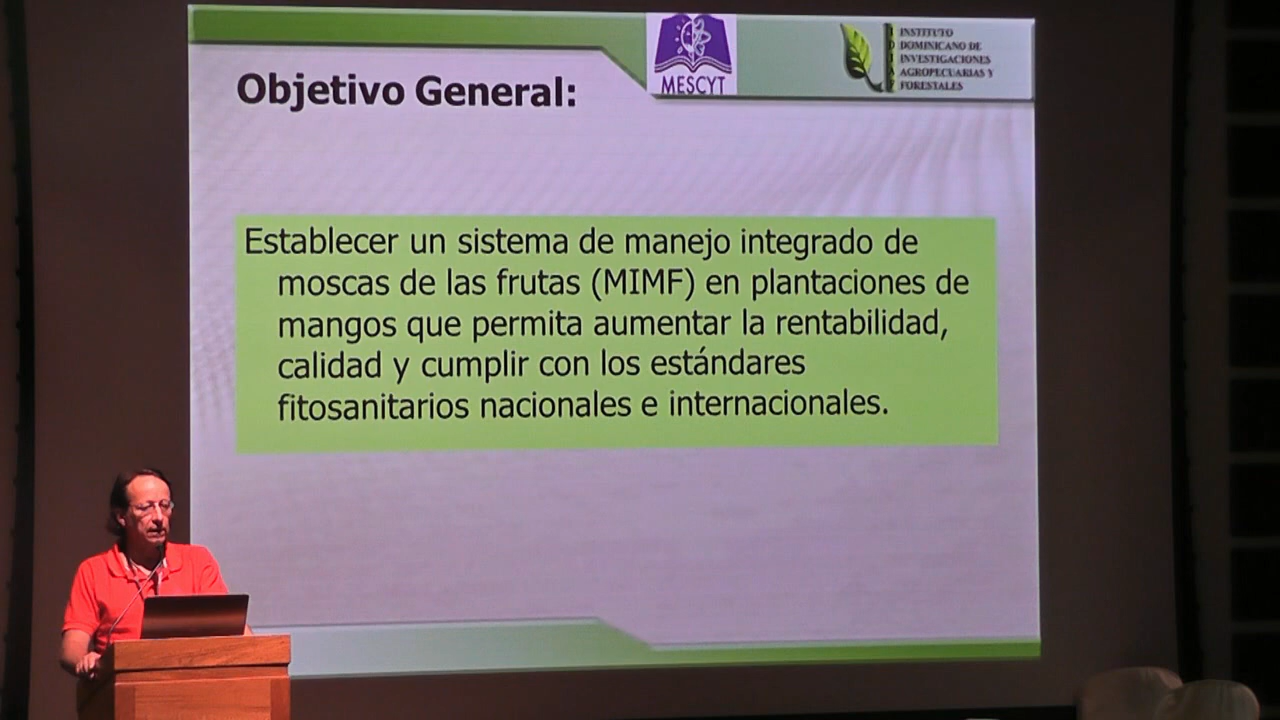 MESCYT
INSTITUTO
DOMINICANO DE
INVESTIGACIONES
AGROPECUARIAS Y
FORESTALES
IDIAF
Objetivo General:
Establecer un sistema de manejo integrado de
moscas de las frutas (MIMF) en plantaciones de
mangos que permita aumentar la rentabilidad,
calidad y cumplir con los estándares
fitosanitarios nacionales e internacionales.